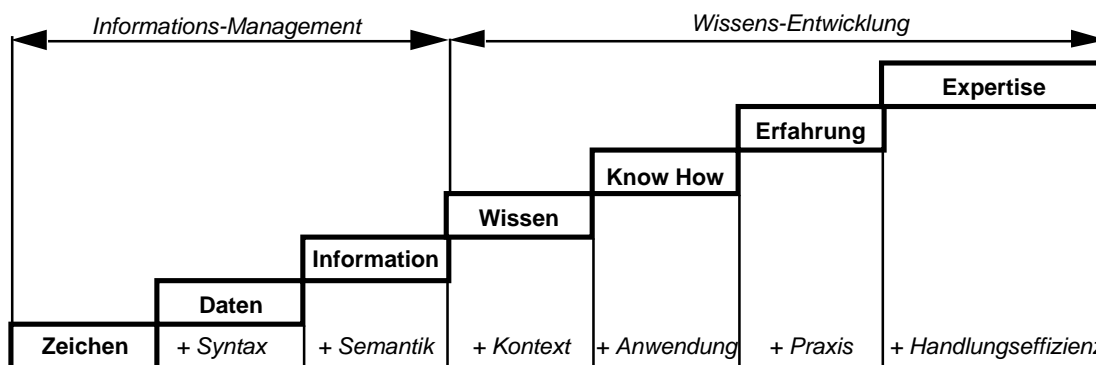 Informations-Management
Wissens-Entwicklung
Expertise
Erfahrung
Know How
Wissen
Information
Daten
Zeichen
+ Syntax
+ Semantik
+ Kontext
+ Anwendung
+ Praxis
+ Handlungseffizienz